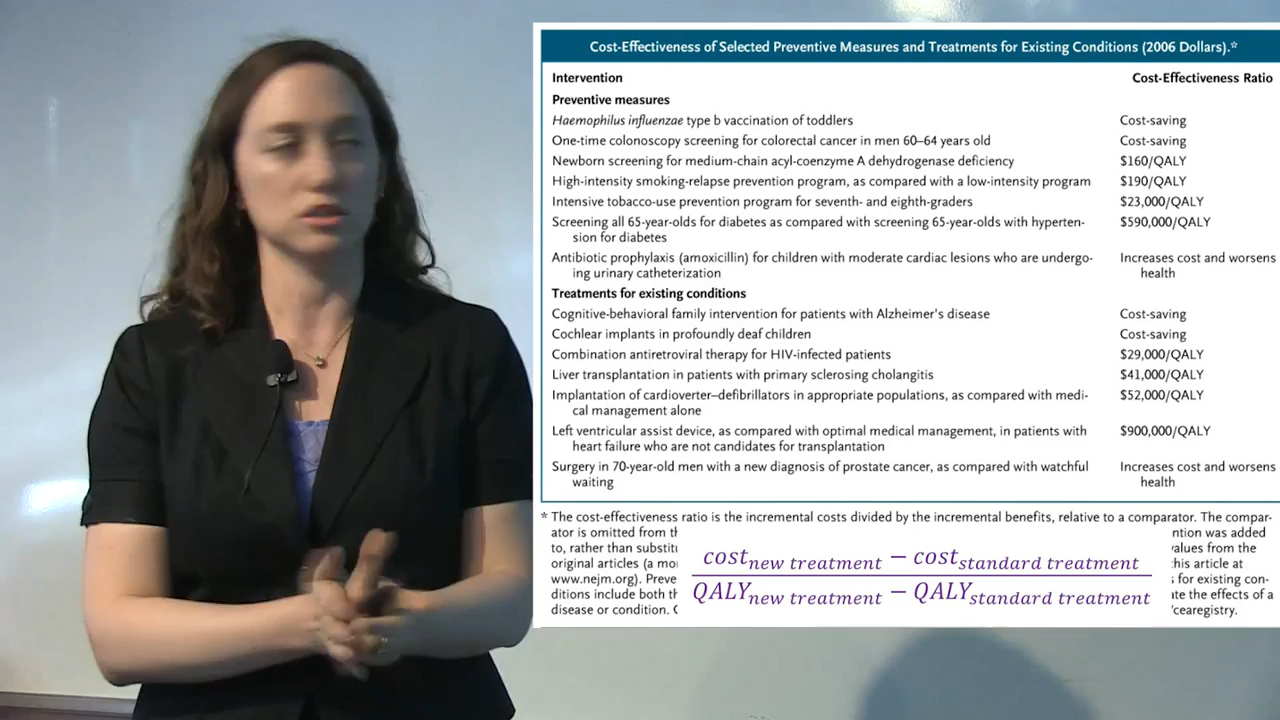 Cost-Effectiveness of Selected Preventive Measures and Treatments for Existing Conditions (2006 Dollars).*
Intervention Cost-Effectiveness Ratio
Preventive measures
Haemophilus influenzae type b vaccination of toddlers Cost-saving
One-time colonoscopy screening for colorectal cancer in men 60–64 years old Cost-saving
Newborn screening for medium-chain acyl-coenzyme A dehydrogenase deficiency $160/QALY
High-intensity smoking-relapse prevention program, as compared with a low-intensity program $190/QALY
Intensive tobacco-use prevention program for seventh- and eighth-graders $23,000/QALY
Screening all 65-year-olds for diabetes as compared with screening 65-year-olds with hyperten- $590,000/QALY
sion for diabetes
Antibiotic prophylaxis (amoxicillin) for children with moderate cardiac lesions who are undergo- Increases cost and worsens
ing urinary catheterization health
Treatments for existing conditions
Cognitive-behavioral family intervention for patients with Alzheimer's disease Cost-saving
Cochlear implants in profoundly deaf children Cost-saving
Combination antiretroviral therapy for HIV-infected patients $29,000/QALY
Liver transplantation in patients with primary sclerosing cholangitis $41,000/QALY
Implantation of cardioverter–defibrillators in appropriate populations, as compared with medi- $52,000/QALY
cal management alone
Left ventricular assist device, as compared with optimal medical management, in patients with $900,000/QALY
heart failure who are not candidates for transplantation
Surgery in 70-year-old men with a new diagnosis of prostate cancer, as compared with watchful Increases cost and worsens
waiting health
* The cost-effectiveness ratio is the incremental costs divided by the incremental benefits, relative to a comparator. The compar-
ator is omitted from ntion was added
to, rather than values from the
original articles (a his article at
www.nejm.org). s for existing con-
ditions include both ate the effects of a
disease or condition. /cearegistry.
cost new treatment − cost standard treatment
QALY new treatment − QALY standard treatment